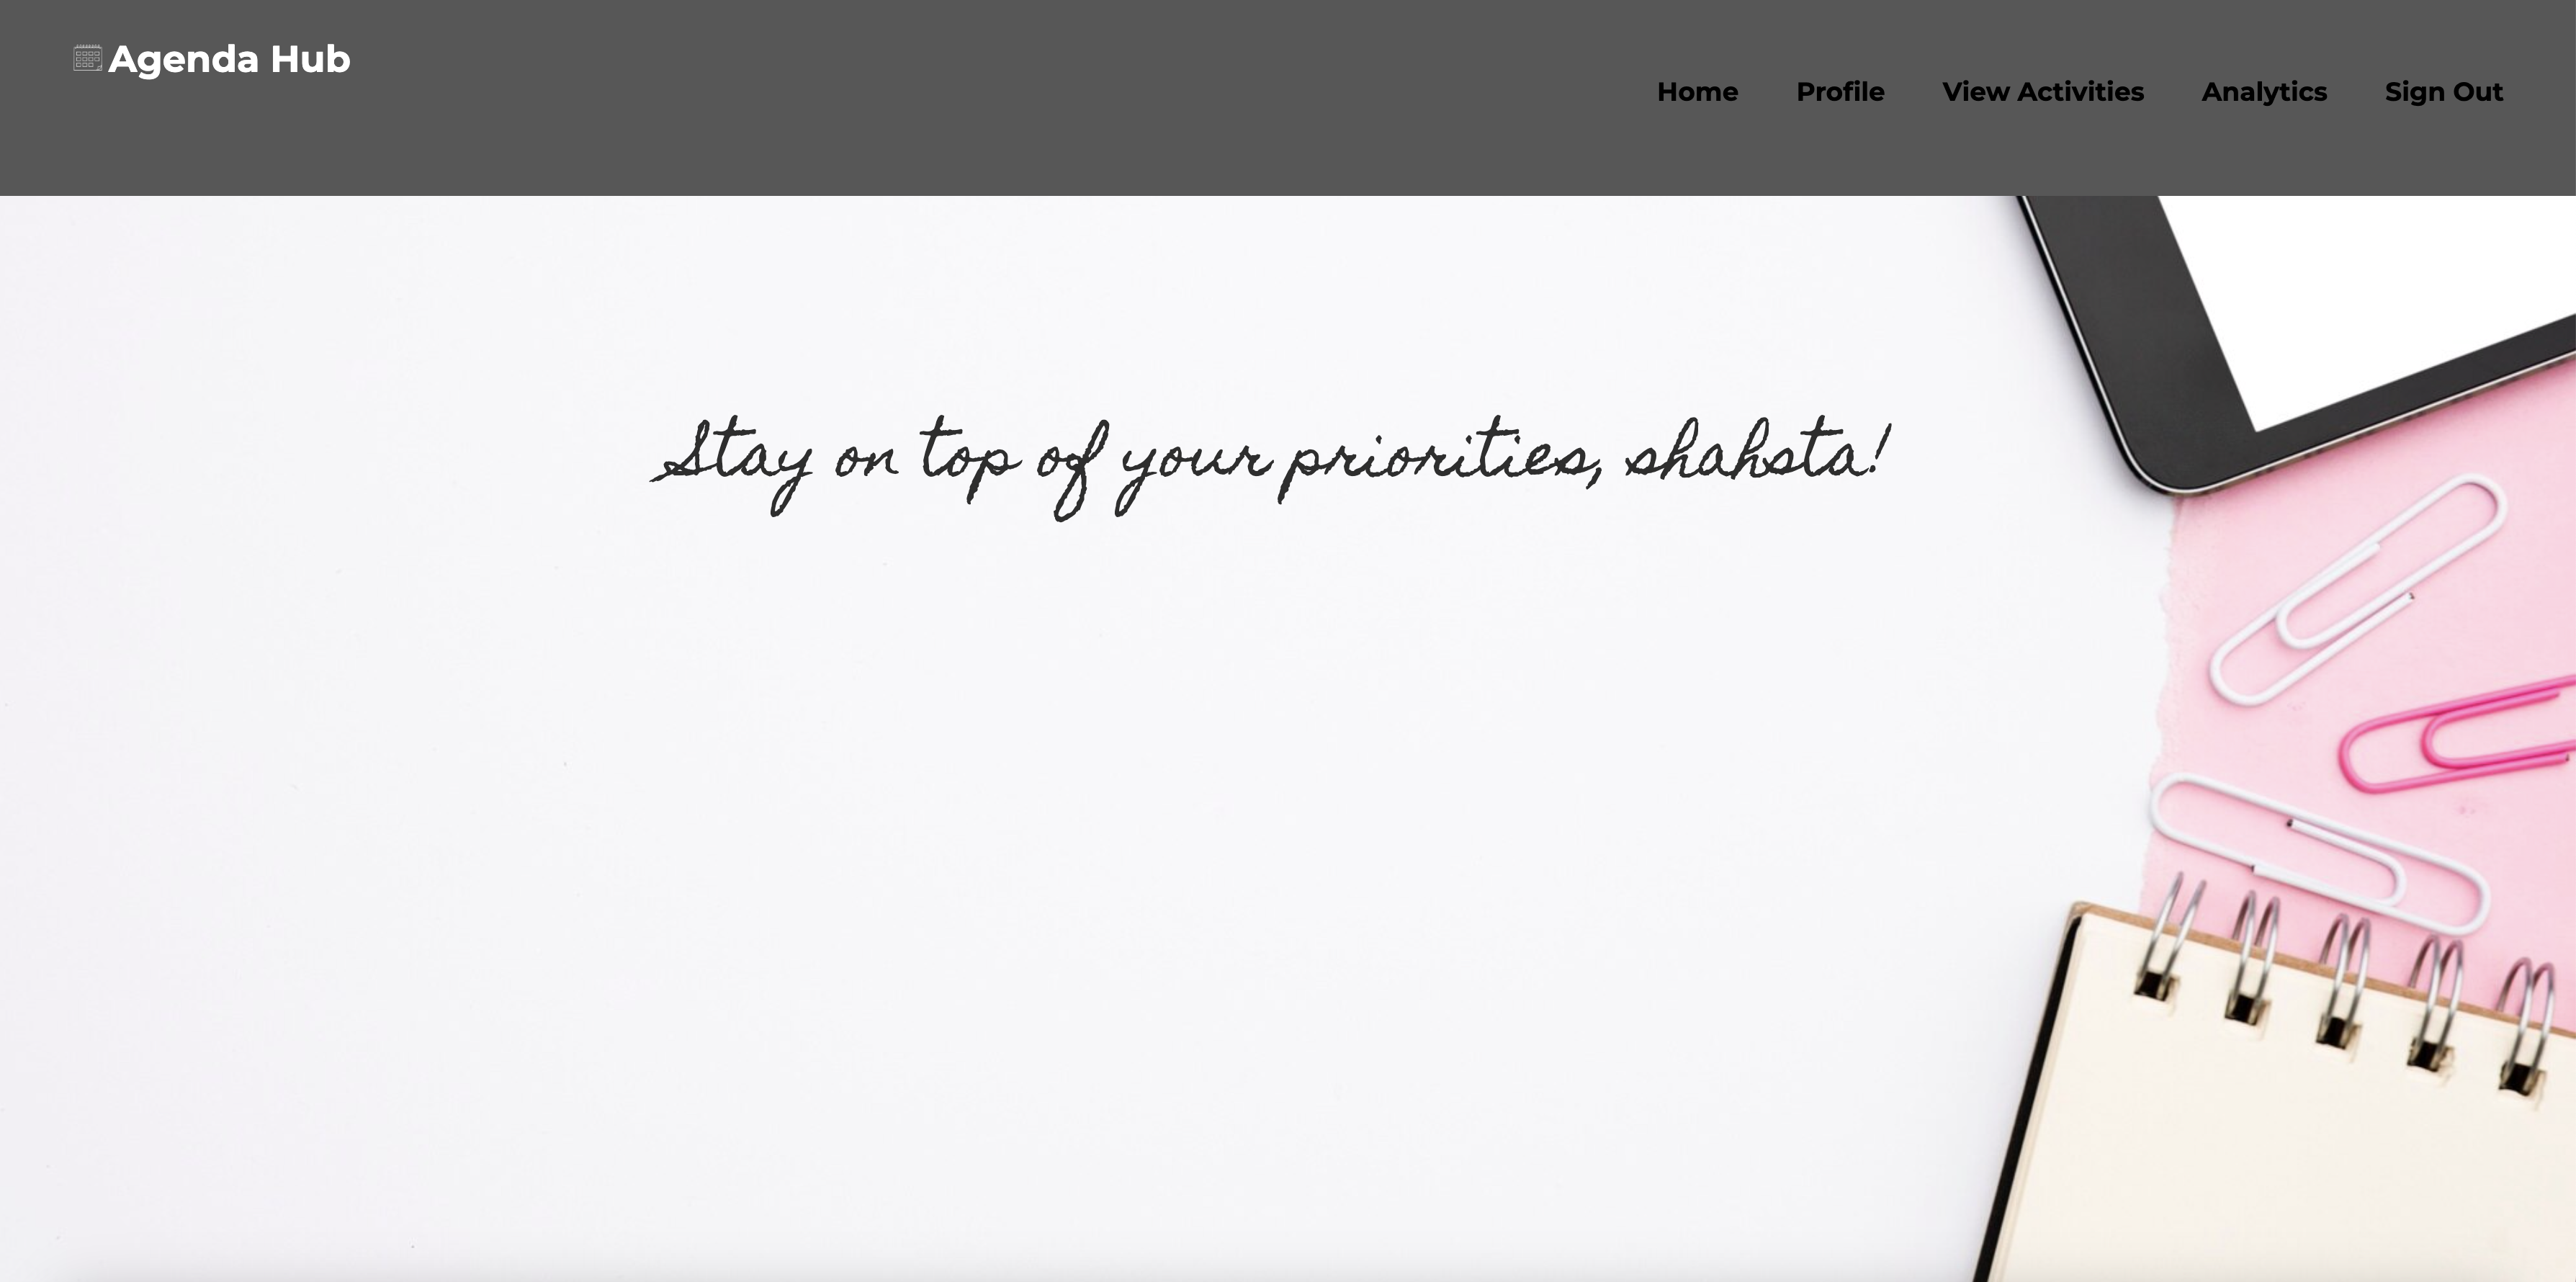 Agenda Hub
Home Profile View Activities Analytics Sign Out
Stay on top of your priorities, shahsta!